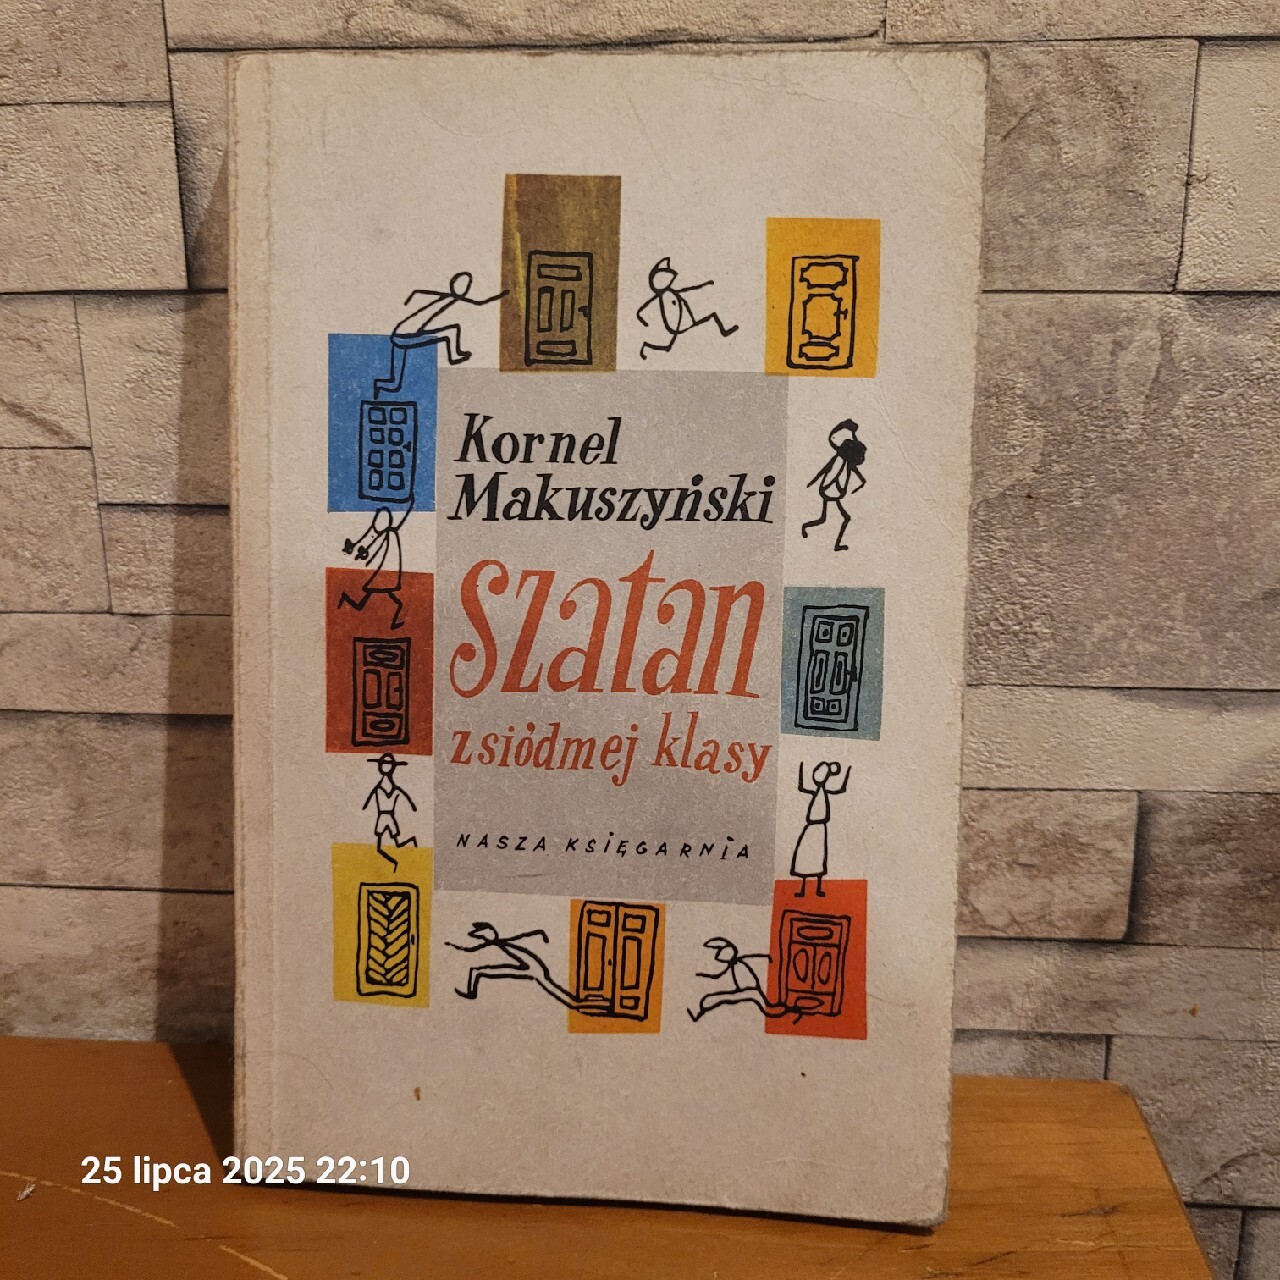 Kornel
Makuszyński
Szatan
z siódmej klasy
NASZA KSIĘGARNIA
25 lipca 2025 22:10